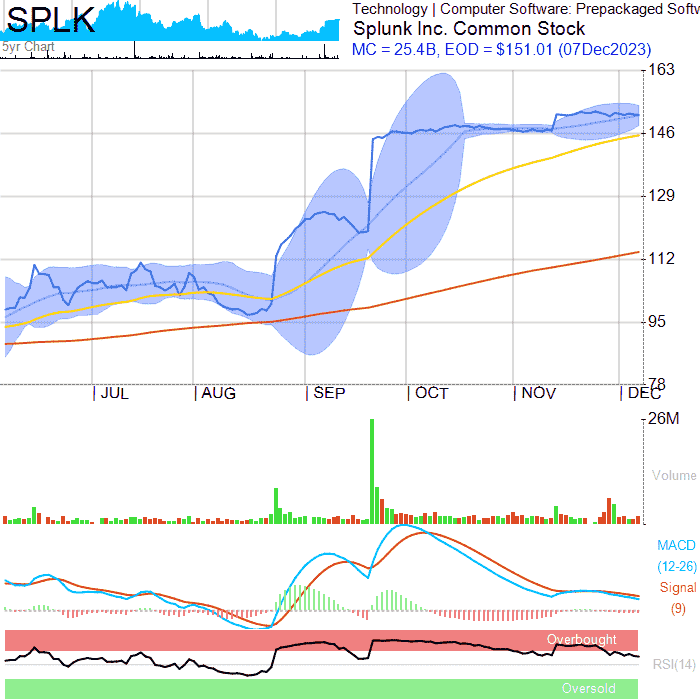 SPLK
Technology | Computer Software: Prepackaged Softw
Splunk Inc. Common Stock
5yr Chart
MC = 25.4B, EOD = $151.01 (07Dec2023)
163
146
129
112
95
78
JUL AUG SEP OCT NOV DEC
26M
Volume
MACD
(12-26)
Signal
(9)
Overbought
RSI(14)
Oversold